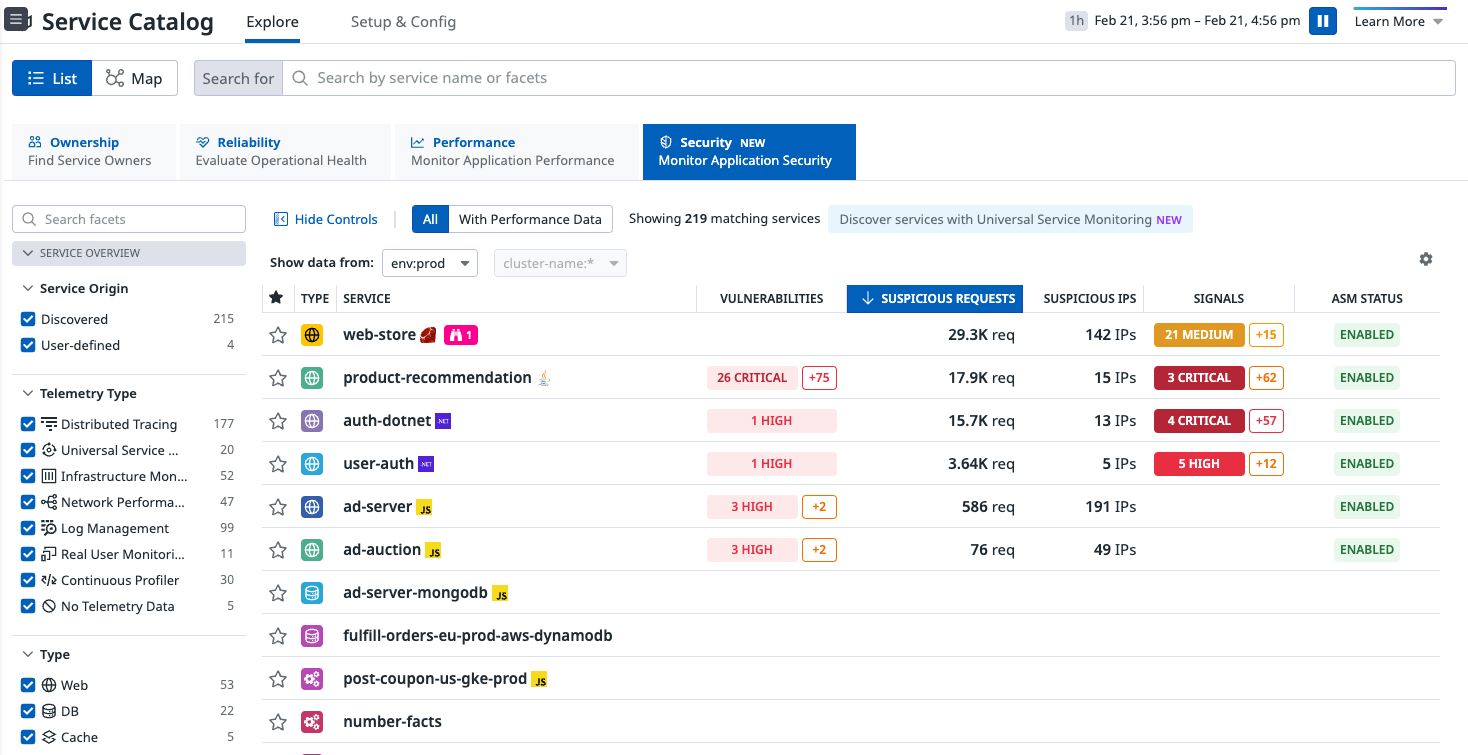 Service Catalog Explore Setup & Config 1h Feb 21, 3:56 pm – Feb 21, 4:56 pm Learn More
List Map Search for Search by service name or facets
Ownership Reliability Performance Security NEW
Find Service Owners Evaluate Operational Health Monitor Application Performance Monitor Application Security
Search facets Hide Controls All With Performance Data Showing 219 matching services Discover services with Universal Service Monitoring NEW
SERVICE OVERVIEW
Show data from: env:prod cluster-name:*
Service Origin
TYPE SERVICE VULNERABILITIES SUSPICIOUS REQUESTS SUSPICIOUS IPS SIGNALS ASM STATUS
Discovered 215
User-defined 4
web-store 1 29.3K req 142 IPs 21 MEDIUM +15 ENABLED
product-recommendation 26 CRITICAL +75 17.9K req 15 IPs 3 CRITICAL +62 ENABLED
Telemetry Type
Distributed Tracing 177
auth-dotnet .NET 1 HIGH 15.7K req 13 IPs 4 CRITICAL +57 ENABLED
Universal Service ... 20
user-auth .NET 1 HIGH 3.64K req 5 IPs 5 HIGH +12 ENABLED
Infrastructure Mon... 52
Network Performa... 47
ad-server JS 3 HIGH +2 586 req 191 IPs ENABLED
Log Management 99
Real User Monitori... 11
ad-auction JS 3 HIGH +2 76 req 49 IPs ENABLED
Continuous Profiler 30
ad-server-mongodb JS
No Telemetry Data 5
fulfill-orders-eu-prod-aws-dynamodb
Type
post-coupon-us-gke-prod JS
Web 53
DB 22
number-facts
Cache 5